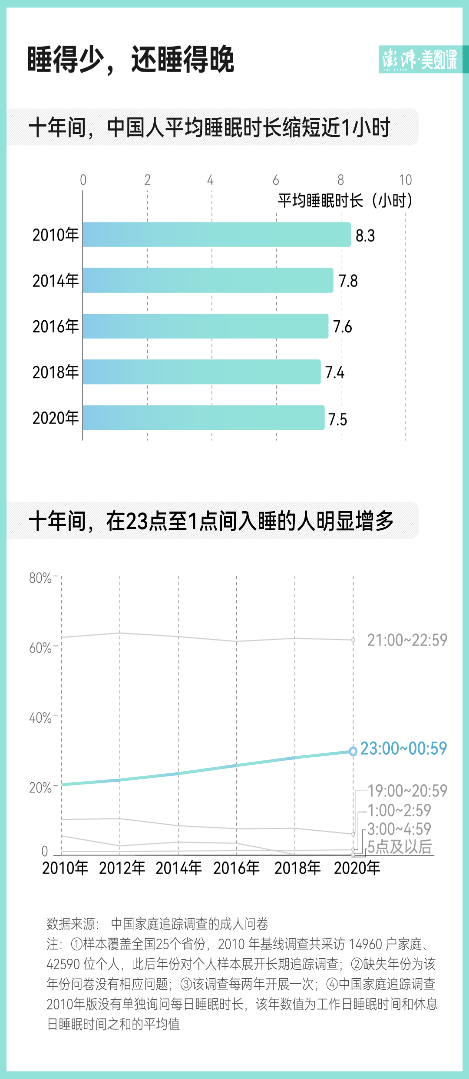 睡得少，还睡得晚
澎湃·美数课
十年间，中国人平均睡眠时长缩短近1小时
0 2 4 6 8 10
平均睡眠时长（小时）
2010年 8.3
2014年 7.8
2016年 7.6
2018年 7.4
2020年 7.5
十年间，在23点至1点间入睡的人明显增多
80%
60%
40%
20%
0
21:00~22:59
23:00~00:59
19:00~20:59
1:00~2:59
3:00~4:59
5点及以后
2010年 2012年 2014年 2016年 2018年 2020年
数据来源： 中国家庭追踪调查的成人问卷
注：①样本覆盖全国25个省份，2010 年基线调查共采访 14960 户家庭、
42590 位个人，此后年份对个人样本展开长期追踪调查；②缺失年份为该
年份问卷没有相应问题；③该调查每两年开展一次；④中国家庭追踪调查
2010年版没有单独询问每日睡眠时长，该年数值为工作日睡眠时间和休息
日睡眠时间之和的平均值